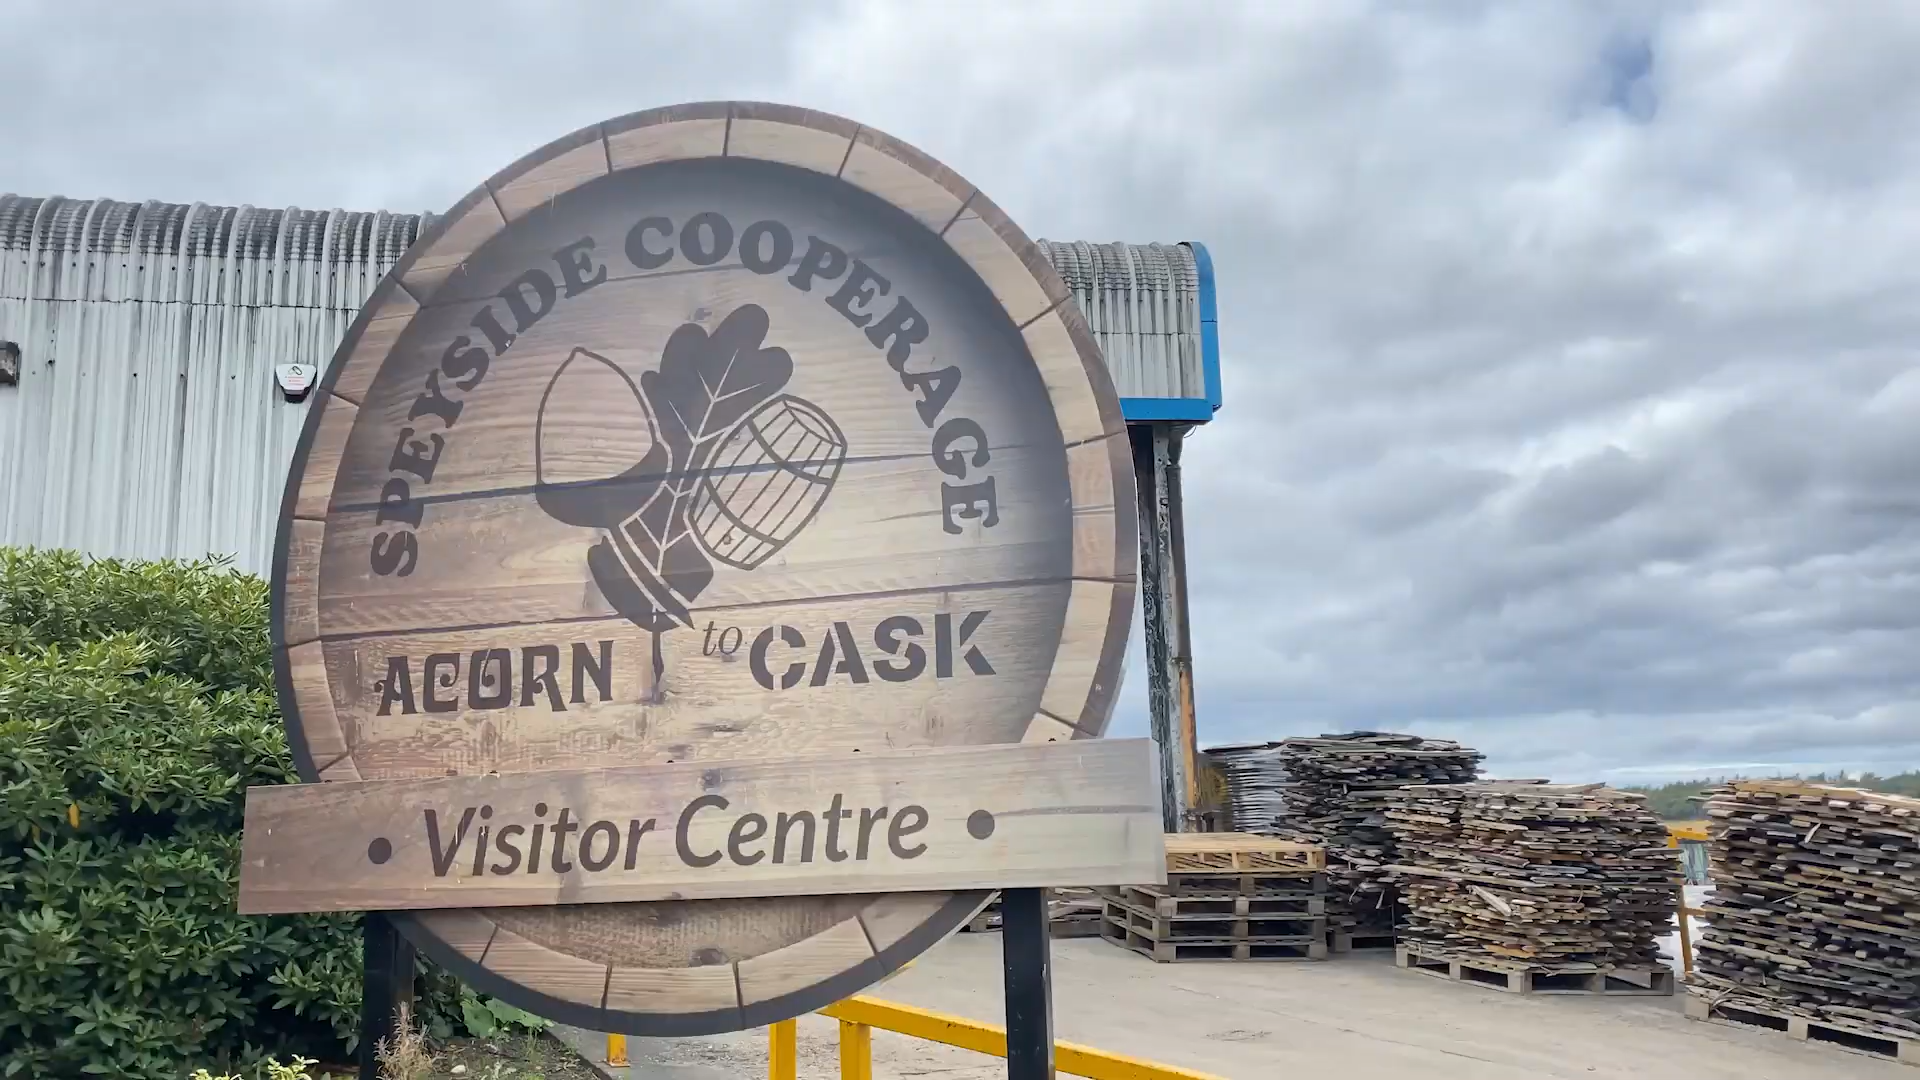 SPEYSIDE COOPERAGE
ACORN to CASK
• Visitor Centre •